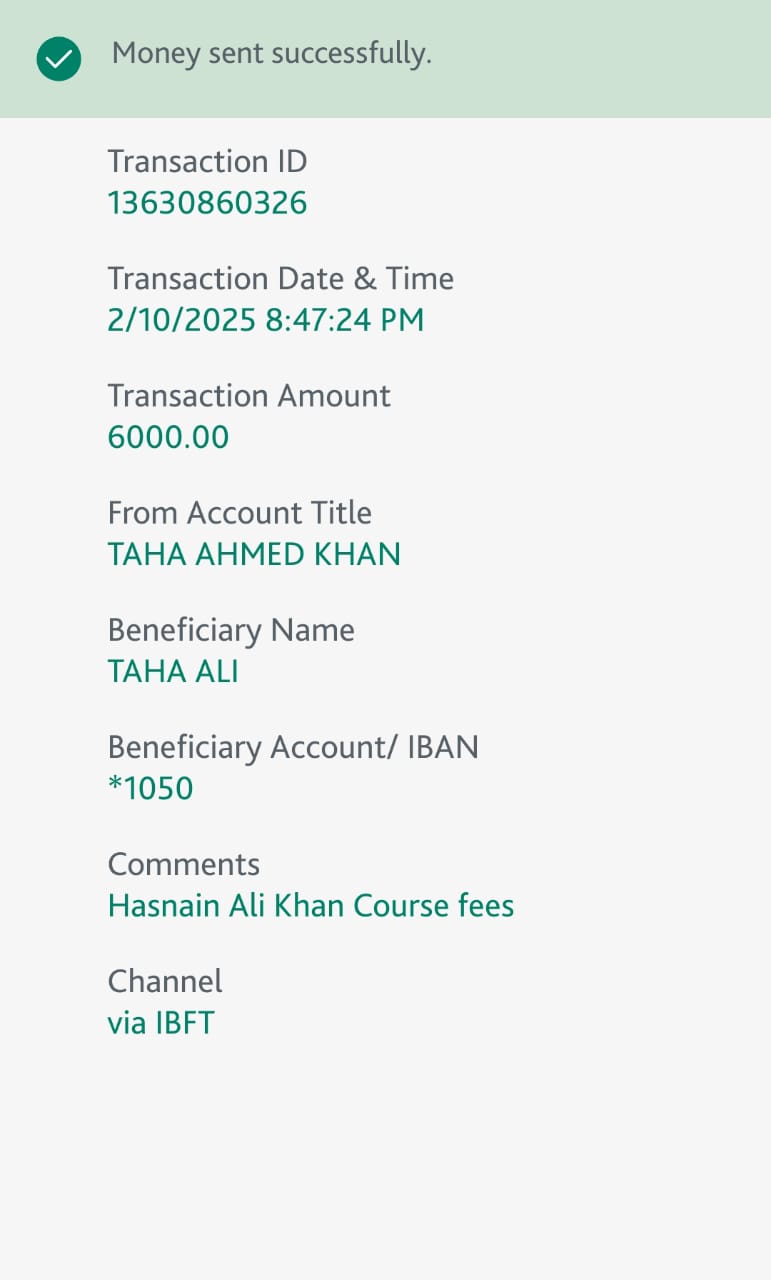 Money sent successfully.
Transaction ID
13630860326
Transaction Date & Time
2/10/2025 8:47:24 PM
Transaction Amount
6000.00
From Account Title
TAHA AHMED KHAN
Beneficiary Name
TAHA ALI
Beneficiary Account/ IBAN
*1050
Comments
Hasnain Ali Khan Course fees
Channel
via IBFT